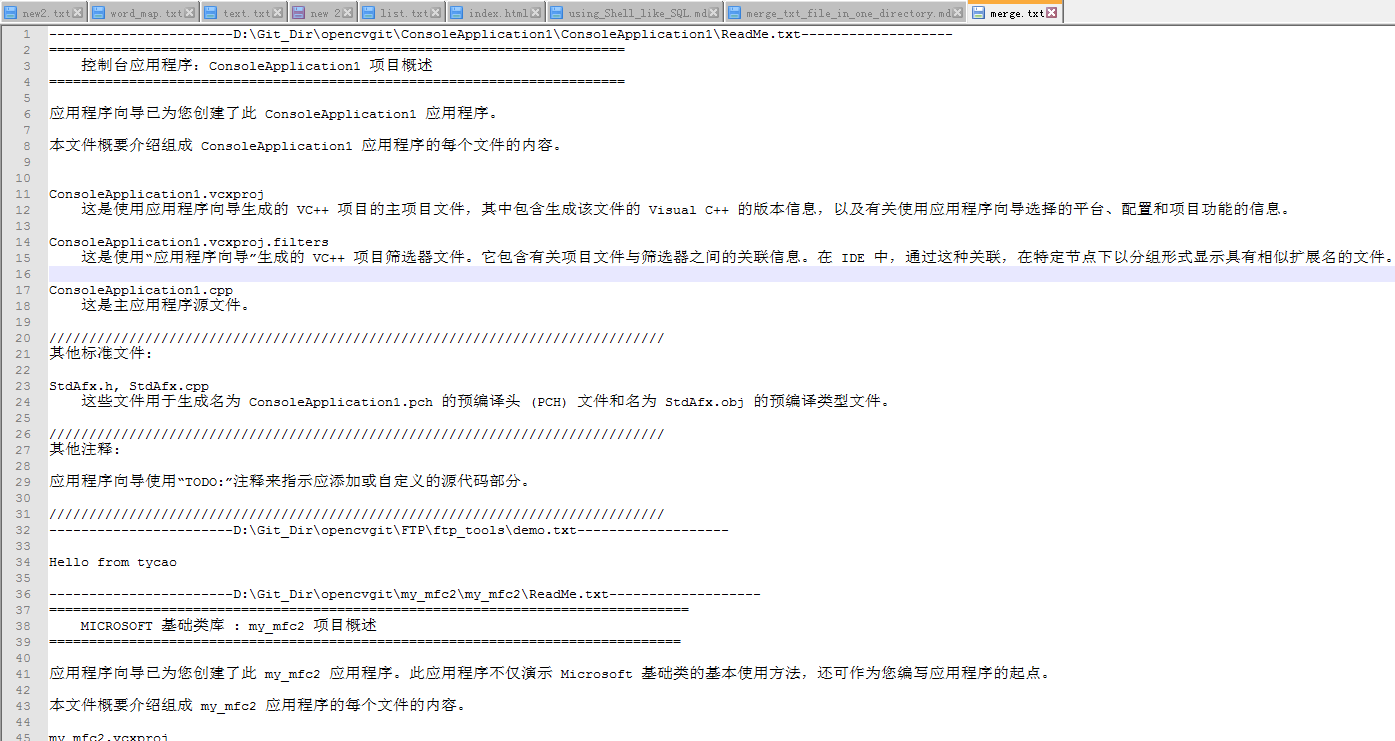 new2.txt word_map.txt text.txt new 2 list.txt index.html using_Shell_like_SQL.md merge_txt_file_in_one_directory.md merge.txt
1 -----------------------D:\Git_Dir\opencvgit\ConsoleApplication1\ConsoleApplication1\ReadMe.txt-------------------
2 ========================================================================
3 控制台应用程序：ConsoleApplication1 项目概述
4 ========================================================================
5
6 应用程序向导已为您创建了此 ConsoleApplication1 应用程序。
7
8 本文件概要介绍组成 ConsoleApplication1 应用程序的每个文件的内容。
9
10
11 ConsoleApplication1.vcxproj
12 这是使用应用程序向导生成的 VC++ 项目的主项目文件，其中包含生成该文件的 Visual C++ 的版本信息，以及有关使用应用程序向导选择的平台、配置和项目功能的信息。
13
14 ConsoleApplication1.vcxproj.filters
15 这是使用“应用程序向导”生成的 VC++ 项目筛选器文件。它包含有关项目文件与筛选器之间的关联信息。在 IDE 中，通过这种关联，在特定节点下以分组形式显示具有相似扩展名的文件。
16
17 ConsoleApplication1.cpp
18 这是主应用程序源文件。
19
20 /////////////////////////////////////////////////////////////////////////////
21 其他标准文件：
22
23 StdAfx.h, StdAfx.cpp
24 这些文件用于生成名为 ConsoleApplication1.pch 的预编译头 (PCH) 文件和名为 StdAfx.obj 的预编译类型文件。
25
26 /////////////////////////////////////////////////////////////////////////////
27 其他注释：
28
29 应用程序向导使用“TODO:”注释来指示应添加或自定义的源代码部分。
30
31 /////////////////////////////////////////////////////////////////////////////
32 -----------------------D:\Git_Dir\opencvgit\FTP\ftp_tools\demo.txt-------------------
33
34 Hello from tycao
35
36 -----------------------D:\Git_Dir\opencvgit\my_mfc2\my_mfc2\ReadMe.txt-------------------
37 ================================================================================
38 MICROSOFT 基础类库 : my_mfc2 项目概述
39 ===============================================================================
40
41 应用程序向导已为您创建了此 my_mfc2 应用程序。此应用程序不仅演示 Microsoft 基础类的基本使用方法，还可作为您编写应用程序的起点。
42
43 本文件概要介绍组成 my_mfc2 应用程序的每个文件的内容。
44
45 my_mfc2.vcxproj